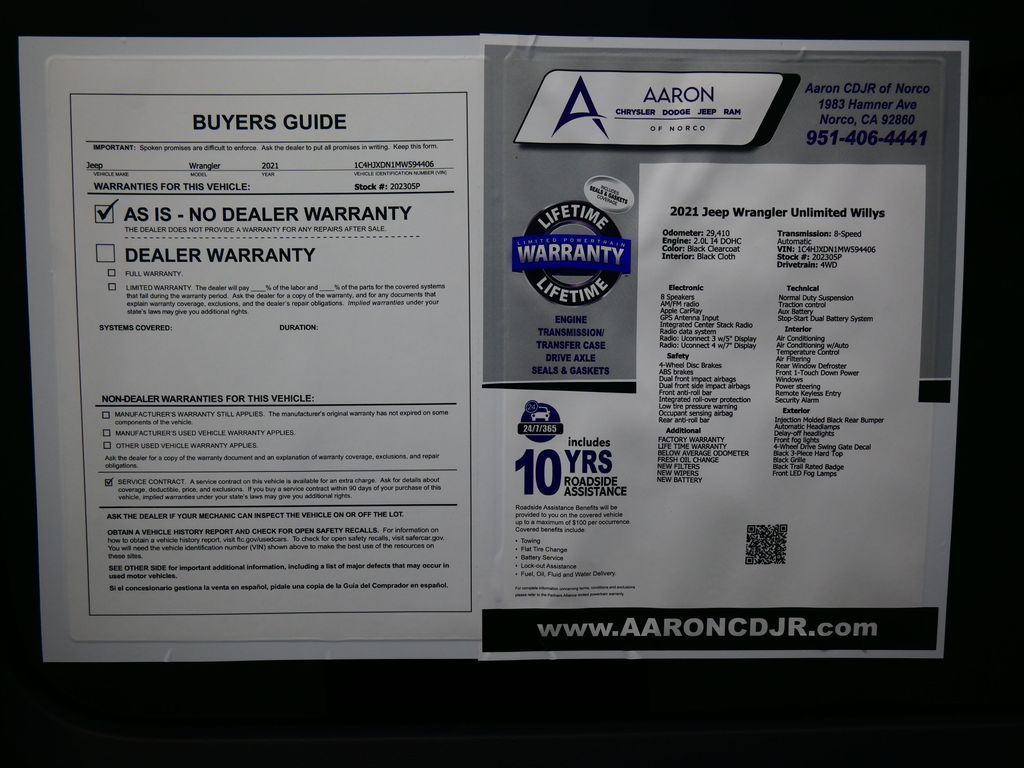 BUYERS GUIDE
IMPORTANT: Spoken promises are difficult to enforce. Ask the dealer to put all promises in writing. Keep this form.
Jeep Wrangler 2021 1C4HJXDN1MW594406
VEHICLE MAKE MODEL YEAR VEHICLE IDENTIFICATION NUMBER (VIN)
WARRANTIES FOR THIS VEHICLE: Stock #: 202305P
AS IS - NO DEALER WARRANTY
THE DEALER DOES NOT PROVIDE A WARRANTY FOR ANY REPAIRS AFTER SALE.
DEALER WARRANTY
FULL WARRANTY.
LIMITED WARRANTY. The dealer will pay ____% of the labor and ____% of the parts for the covered systems
that fail during the warranty period. Ask the dealer for a copy of the warranty, and for any documents that
explain warranty coverage, exclusions, and the dealer's repair obligations. Implied warranties under your
state's laws may give you additional rights.
SYSTEMS COVERED: DURATION:
NON-DEALER WARRANTIES FOR THIS VEHICLE:
MANUFACTURER'S WARRANTY STILL APPLIES. The manufacturer's original warranty has not expired on some
components of the vehicle.
MANUFACTURER'S USED VEHICLE WARRANTY APPLIES.
OTHER USED VEHICLE WARRANTY APPLIES.
Ask the dealer for a copy of the warranty document and an explanation of warranty coverage, exclusions, and repair
obligations.
SERVICE CONTRACT. A service contract on this vehicle is available for an extra charge. Ask for details about
coverage, deductible, price, and exclusions. If you buy a service contract within 90 days of your purchase of this
vehicle, implied warranties under your state's laws may give you additional rights.
ASK THE DEALER IF YOUR MECHANIC CAN INSPECT THE VEHICLE ON OR OFF THE LOT.
OBTAIN A VEHICLE HISTORY REPORT AND CHECK FOR OPEN SAFETY RECALLS. For information on
how to obtain a vehicle history report, visit ftc.gov/usedcars. To check for open safety recalls, visit safercar.gov.
You will need the vehicle identification number (VIN) shown above to make the best use of the resources on
these sites.
SEE OTHER SIDE for important additional information, including a list of major defects that may occur in
used motor vehicles.
Si el concesionario gestiona la venta en español, pídale una copia de la Guía del Comprador en español.
AARON
CHRYSLER DODGE JEEP RAM
OF NORCO
Aaron CDJR of Norco
1983 Hamner Ave
Norco, CA 92860
951-406-4441
INCLUDES
SEALS & GASKETS
COVERAGE
LIFETIME
LIMITED POWERTRAIN
WARRANTY
LIFETIME
ENGINE
TRANSMISSION/
TRANSFER CASE
DRIVE AXLE
SEALS & GASKETS
24
24/7/365
includes
10 YRS
ROADSIDE
ASSISTANCE
Roadside Assistance Benefits will be
provided to you on the covered vehicle
up to a maximum of $100 per occurrence.
Covered benefits include:
• Towing
• Flat Tire Change
• Battery Service
• Lock-out Assistance
• Fuel, Oil, Fluid and Water Delivery
For complete information concerning terms, conditions and exclusions
please refer to the Partners Alliance limited powertrain warranty.
2021 Jeep Wrangler Unlimited Willys
Odometer: 29,410
Engine: 2.0L I4 DOHC
Color: Black Clearcoat
Interior: Black Cloth
Transmission: 8-Speed
Automatic
VIN: 1C4HJXDN1MW594406
Stock #: 202305P
Drivetrain: 4WD
Electronic
8 Speakers
AM/FM radio
Apple CarPlay
GPS Antenna Input
Integrated Center Stack Radio
Radio data system
Radio: Uconnect 3 w/5" Display
Radio: Uconnect 4 w/7" Display
Safety
4-Wheel Disc Brakes
ABS brakes
Dual front impact airbags
Dual front side impact airbags
Front anti-roll bar
Integrated roll-over protection
Low tire pressure warning
Occupant sensing airbag
Rear anti-roll bar
Additional
FACTORY WARRANTY
LIFE TIME WARRANTY
BELOW AVERAGE ODOMETER
FRESH OIL CHANGE
NEW FILTERS
NEW WIPERS
NEW BATTERY
Technical
Normal Duty Suspension
Traction control
Aux Battery
Stop-Start Dual Battery System
Interior
Air Conditioning
Air Conditioning w/Auto
Temperature Control
Air Filtering
Rear Window Defroster
Front 1-Touch Down Power
Windows
Power steering
Remote Keyless Entry
Security Alarm
Exterior
Injection Molded Black Rear Bumper
Automatic Headlamps
Delay-off headlights
Front fog lights
4-Wheel Drive Swing Gate Decal
Black 3-Piece Hard Top
Black Grille
Black Trail Rated Badge
Front LED Fog Lamps
www.AARONCDJR.com